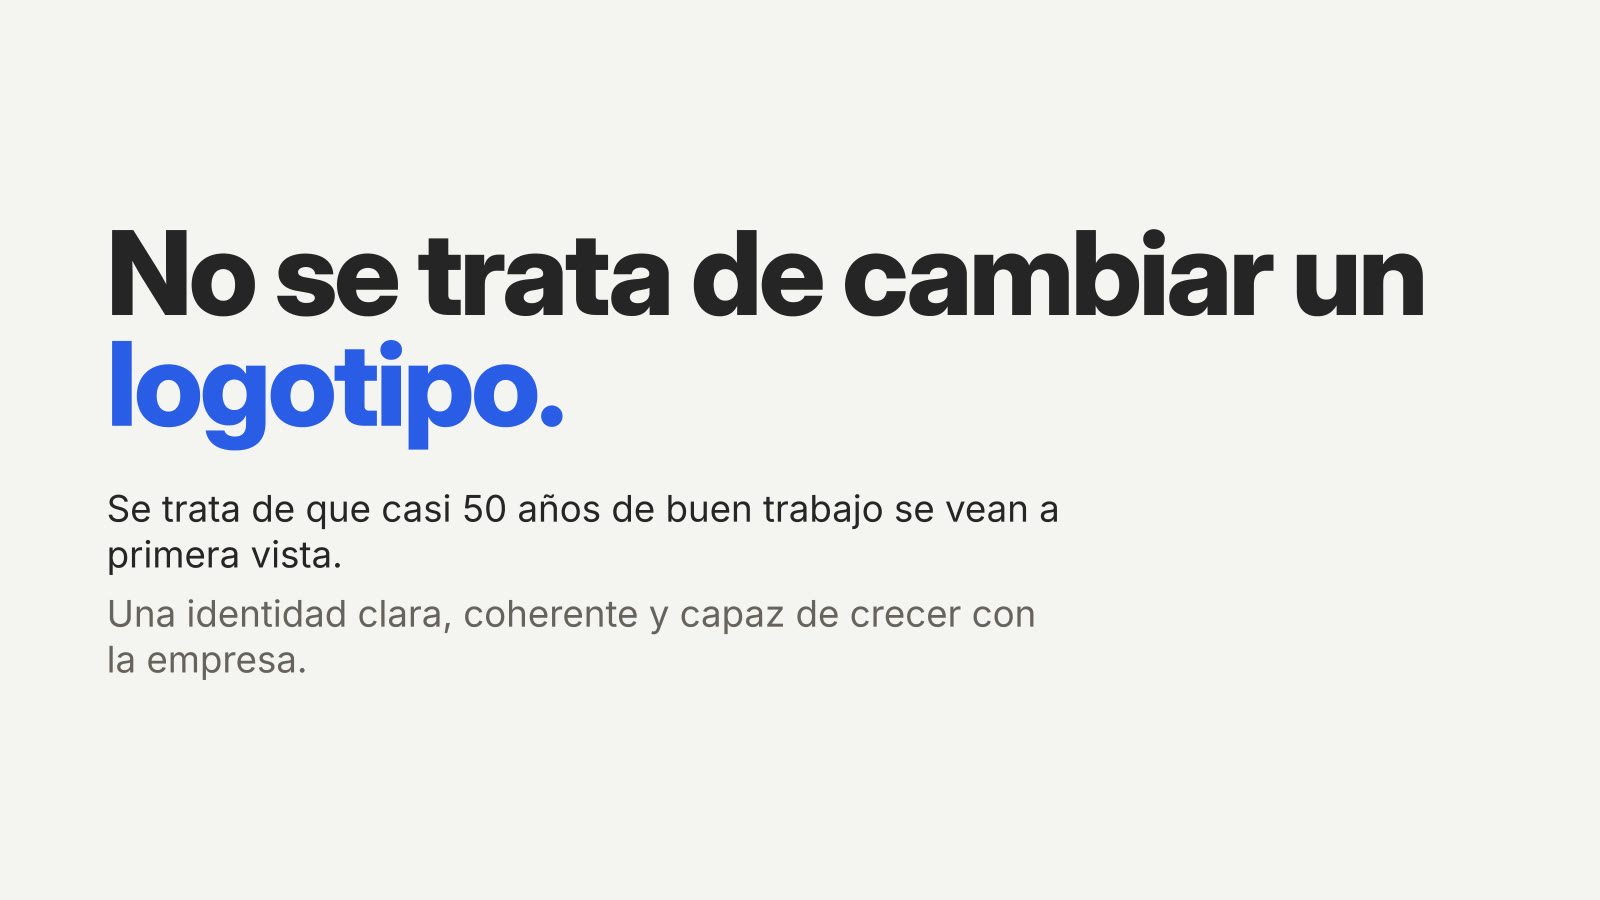 No se trata de cambiar un
logotipo.
Se trata de que casi 50 años de buen trabajo se vean a
primera vista.
Una identidad clara, coherente y capaz de crecer con
la empresa.